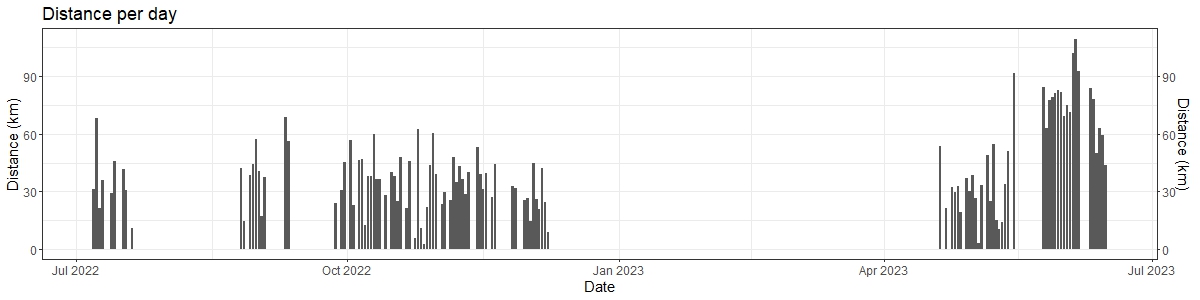 Distance per day
90
60
30
0
Distance (km)
90
60
30
0
Distance (km)
Jul 2022
Oct 2022
Jan 2023
Apr 2023
Jul 2023
Date